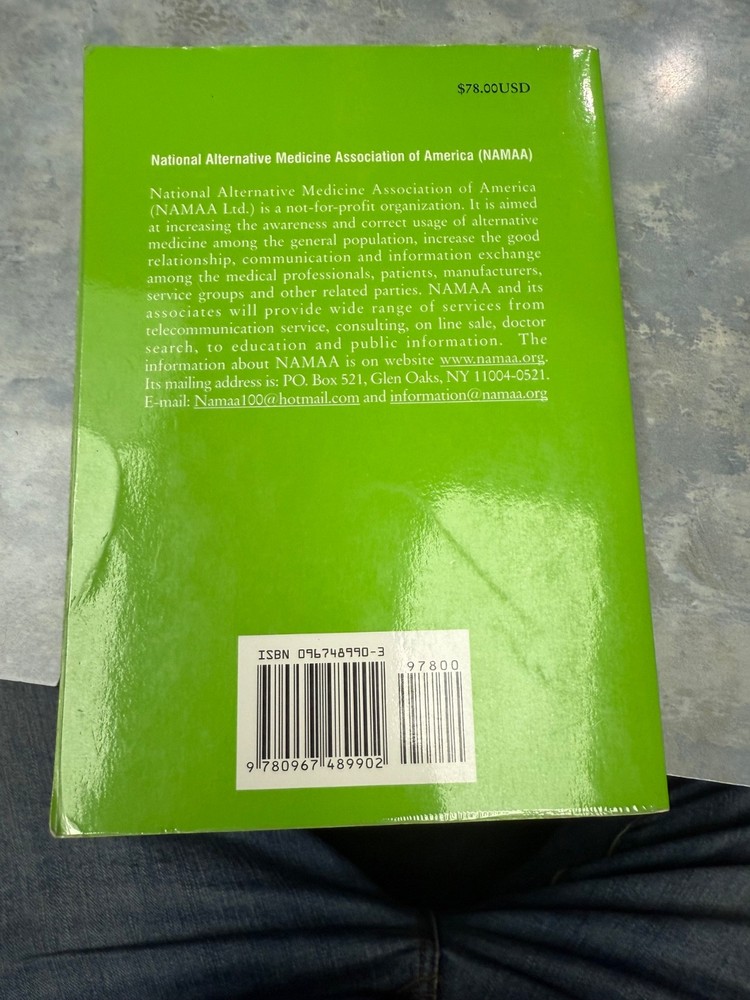 $78.00USD
National Alternative Medicine Association of America (NAMAA)
National Alternative Medicine Association of America
(NAMAA Ltd.) is a not-for-profit organization. It is aimed
at increasing the awareness and correct usage of alternative
medicine among the general population, increase the good
relationship, communication and information exchange
among the medical professionals, patients, manufacturers,
service groups and other related parties. NAMAA and its
associates will provide wide range of services from
telecommunication service, consulting, on line sale, doctor
search, to education and public information. The
information about NAMAA is on website www.namaa.org.
Its mailing address is: PO. Box 521, Glen Oaks, NY 11004-0521.
E-mail: Namaa100@hotmail.com and information@namaa.org
ISBN 096748990-3
97800
9 780967 489902